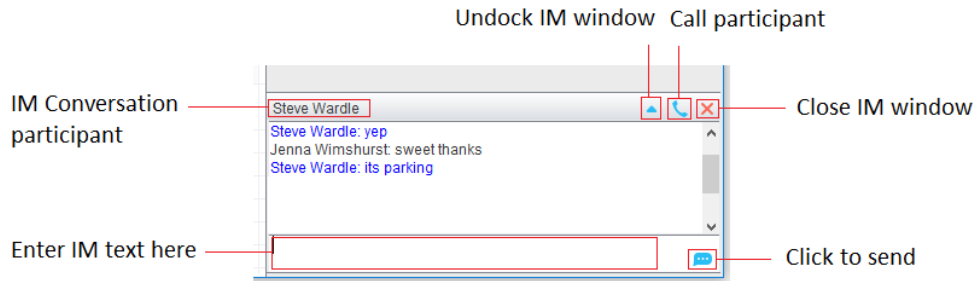 Undock IM window
Call participant
IM Conversation
participant
Steve Wardle
Close IM window
Steve Wardle: yep
Jenna Wimshurst: sweet thanks
Steve Wardle: its parking
Enter IM text here
Click to send